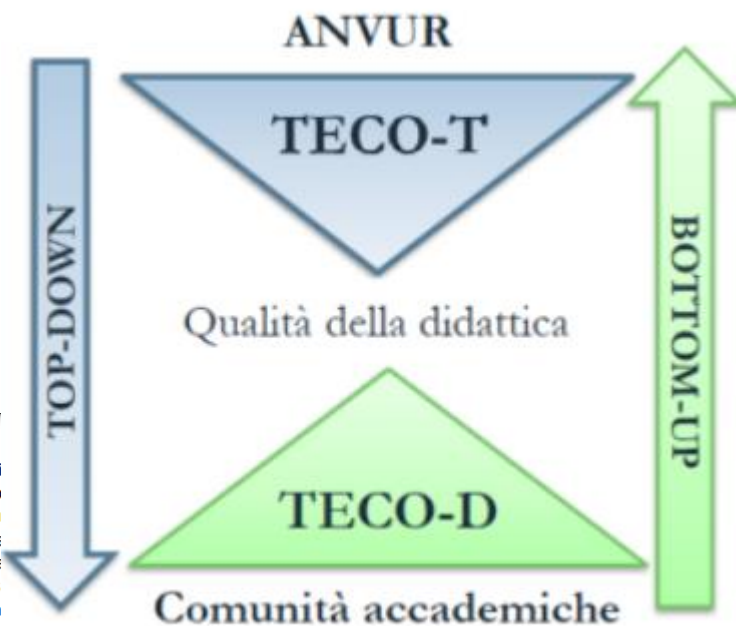 ANVUR
TECO-T
TOP-DOWN
Qualità della didattica
BOTTOM-UP
TECO-D
Comunità accademiche